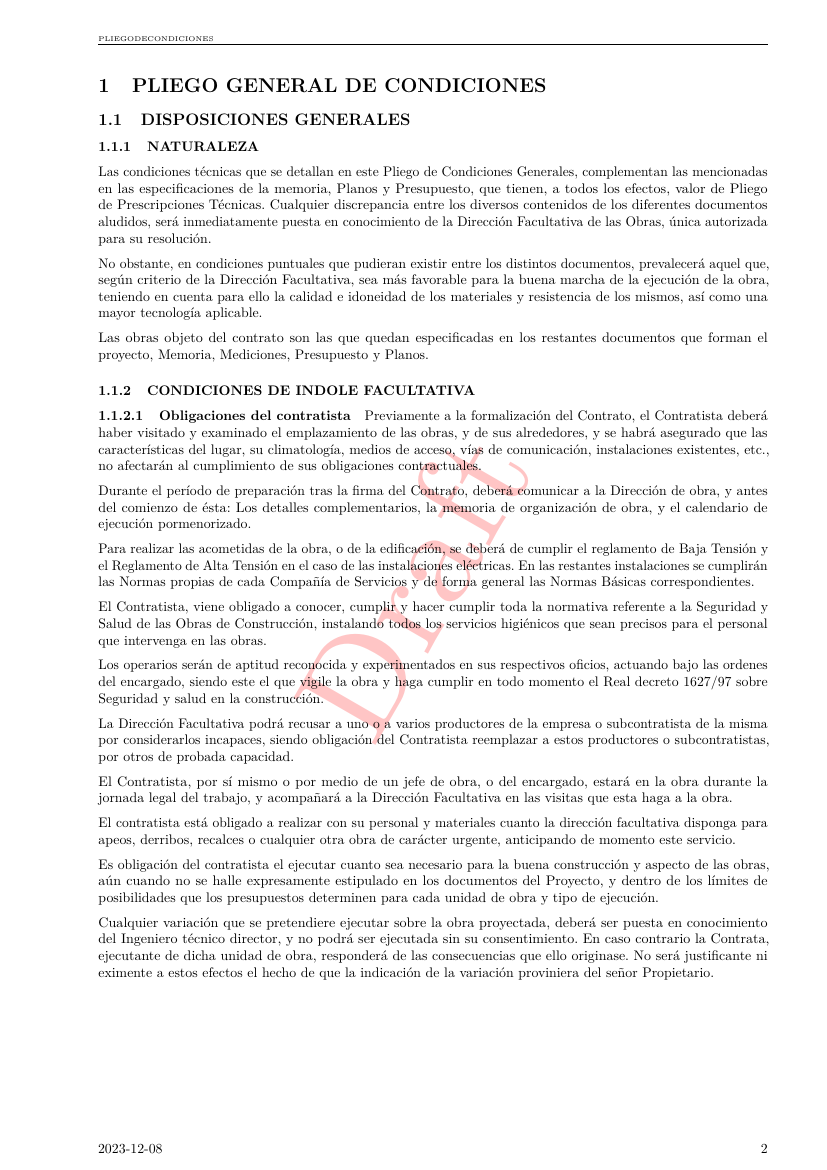 PLIEGODECONDICIONES
1 PLIEGO GENERAL DE CONDICIONES
1.1 DISPOSICIONES GENERALES
1.1.1 NATURALEZA
Las condiciones técnicas que se detallan en este Pliego de Condiciones Generales, complementan las mencionadas
en las especificaciones de la memoria, Planos y Presupuesto, que tienen, a todos los efectos, valor de Pliego
de Prescripciones Técnicas. Cualquier discrepancia entre los diversos contenidos de los diferentes documentos
aludidos, será inmediatamente puesta en conocimiento de la Dirección Facultativa de las Obras, única autorizada
para su resolución.
No obstante, en condiciones puntuales que pudieran existir entre los distintos documentos, prevalecerá aquel que,
según criterio de la Dirección Facultativa, sea más favorable para la buena marcha de la ejecución de la obra,
teniendo en cuenta para ello la calidad e idoneidad de los materiales y resistencia de los mismos, así como una
mayor tecnología aplicable.
Las obras objeto del contrato son las que quedan especificadas en los restantes documentos que forman el
proyecto, Memoria, Mediciones, Presupuesto y Planos.
1.1.2 CONDICIONES DE INDOLE FACULTATIVA
1.1.2.1 Obligaciones del contratista Previamente a la formalización del Contrato, el Contratista deberá
haber visitado y examinado el emplazamiento de las obras, y de sus alrededores, y se habrá asegurado que las
características del lugar, su climatología, medios de acceso, vías de comunicación, instalaciones existentes, etc.,
no afectarán al cumplimiento de sus obligaciones contractuales.
Durante el período de preparación tras la firma del Contrato, deberá comunicar a la Dirección de obra, y antes
del comienzo de ésta: Los detalles complementarios, la memoria de organización de obra, y el calendario de
ejecución pormenorizado.
Para realizar las acometidas de la obra, o de la edificación, se deberá de cumplir el reglamento de Baja Tensión y
el Reglamento de Alta Tensión en el caso de las instalaciones eléctricas. En las restantes instalaciones se cumplirán
las Normas propias de cada Compañía de Servicios y de forma general las Normas Básicas correspondientes.
El Contratista, viene obligado a conocer, cumplir y hacer cumplir toda la normativa referente a la Seguridad y
Salud de las Obras de Construcción, instalando todos los servicios higiénicos que sean precisos para el personal
que intervenga en las obras.
Los operarios serán de aptitud reconocida y experimentados en sus respectivos oficios, actuando bajo las ordenes
del encargado, siendo este el que vigile la obra y haga cumplir en todo momento el Real decreto 1627/97 sobre
Seguridad y salud en la construcción.
La Dirección Facultativa podrá recusar a uno o a varios productores de la empresa o subcontratista de la misma
por considerarlos incapaces, siendo obligación del Contratista reemplazar a estos productores o subcontratistas,
por otros de probada capacidad.
El Contratista, por sí mismo o por medio de un jefe de obra, o del encargado, estará en la obra durante la
jornada legal del trabajo, y acompañará a la Dirección Facultativa en las visitas que esta haga a la obra.
El contratista está obligado a realizar con su personal y materiales cuanto la dirección facultativa disponga para
apeos, derribos, recalces o cualquier otra obra de carácter urgente, anticipando de momento este servicio.
Es obligación del contratista el ejecutar cuanto sea necesario para la buena construcción y aspecto de las obras,
aún cuando no se halle expresamente estipulado en los documentos del Proyecto, y dentro de los límites de
posibilidades que los presupuestos determinen para cada unidad de obra y tipo de ejecución.
Cualquier variación que se pretendiere ejecutar sobre la obra proyectada, deberá ser puesta en conocimiento
del Ingeniero técnico director, y no podrá ser ejecutada sin su consentimiento. En caso contrario la Contrata,
ejecutante de dicha unidad de obra, responderá de las consecuencias que ello originase. No será justificante ni
eximente a estos efectos el hecho de que la indicación de la variación proviniera del señor Propietario.
Draft
2023-12-08 2